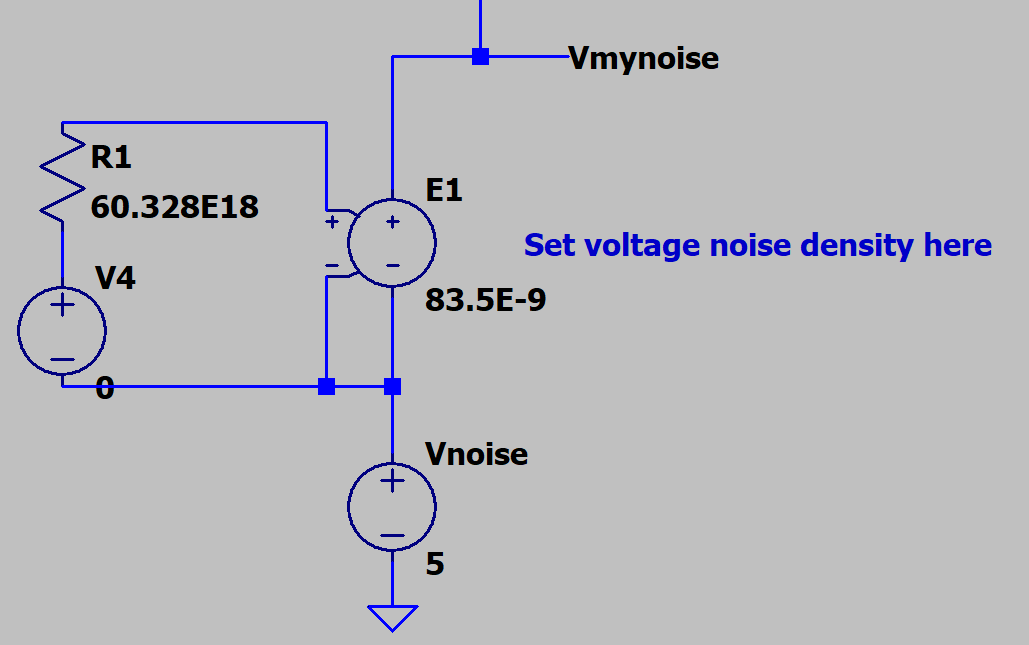 Vmynoise
R1
60.328E18
E1
Set voltage noise density here
V4
83.5E-9
0
Vnoise
5